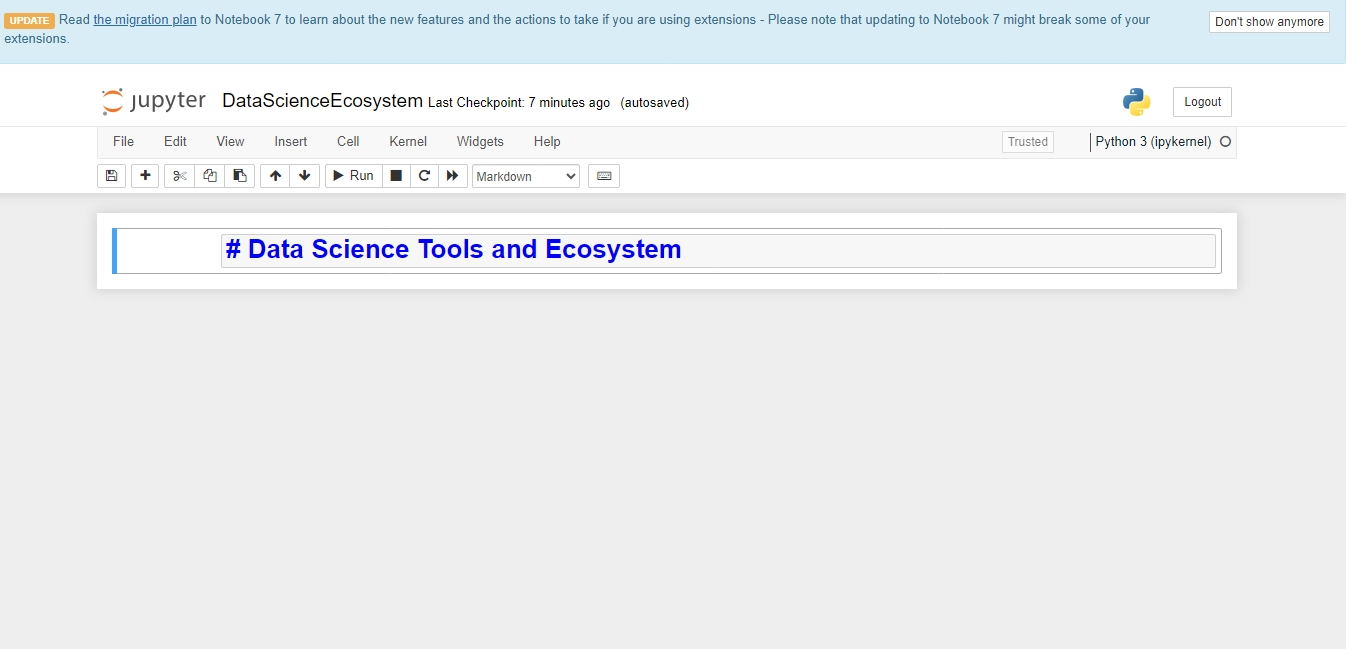 UPDATE Read the migration plan to Notebook 7 to learn about the new features and the actions to take if you are using extensions - Please note that updating to Notebook 7 might break some of your
extensions.
Don't show anymore
jupyter DataScienceEcosystem Last Checkpoint: 7 minutes ago (autosaved)
Logout
File Edit View Insert Cell Kernel Widgets Help
Trusted
Python 3 (ipykernel)
Run
Markdown
# Data Science Tools and Ecosystem